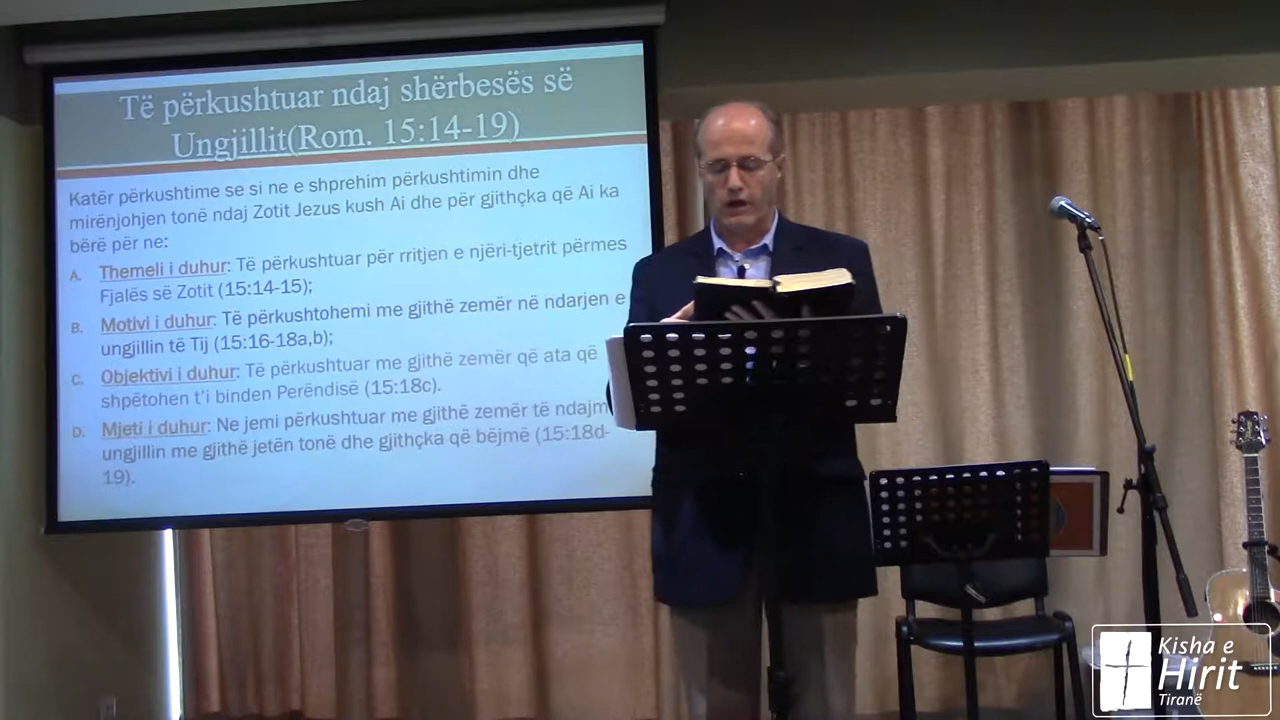 Të përkushtuar ndaj shërbesës së
Ungjillit(Rom. 15:14-19)
Katër përkushtime se si ne e shprehim përkushtimin dhe
mirënjohjen tonë ndaj Zotit Jezus kush Ai dhe për gjithçka që Ai ka
bërë për ne:
A. Themeli i duhur: Të përkushtuar për rritjen e njëri-tjetrit përmes
Fjalës së Zotit (15:14-15);
B. Motivi i duhur: Të përkushtohemi me gjithë zemër në ndarjen e
ungjillin të Tij (15:16-18a,b);
C. Objektivi i duhur: Të përkushtuar me gjithë zemër që ata që
shpëtohen t'i binden Perëndisë (15:18c).
D. Mjeti i duhur: Ne jemi përkushtuar me gjithë zemër të ndajm
ungjillin me gjithë jetën tonë dhe gjithçka që bëjmë (15:18d-
19).
Kisha e
Hirit
Tiranë